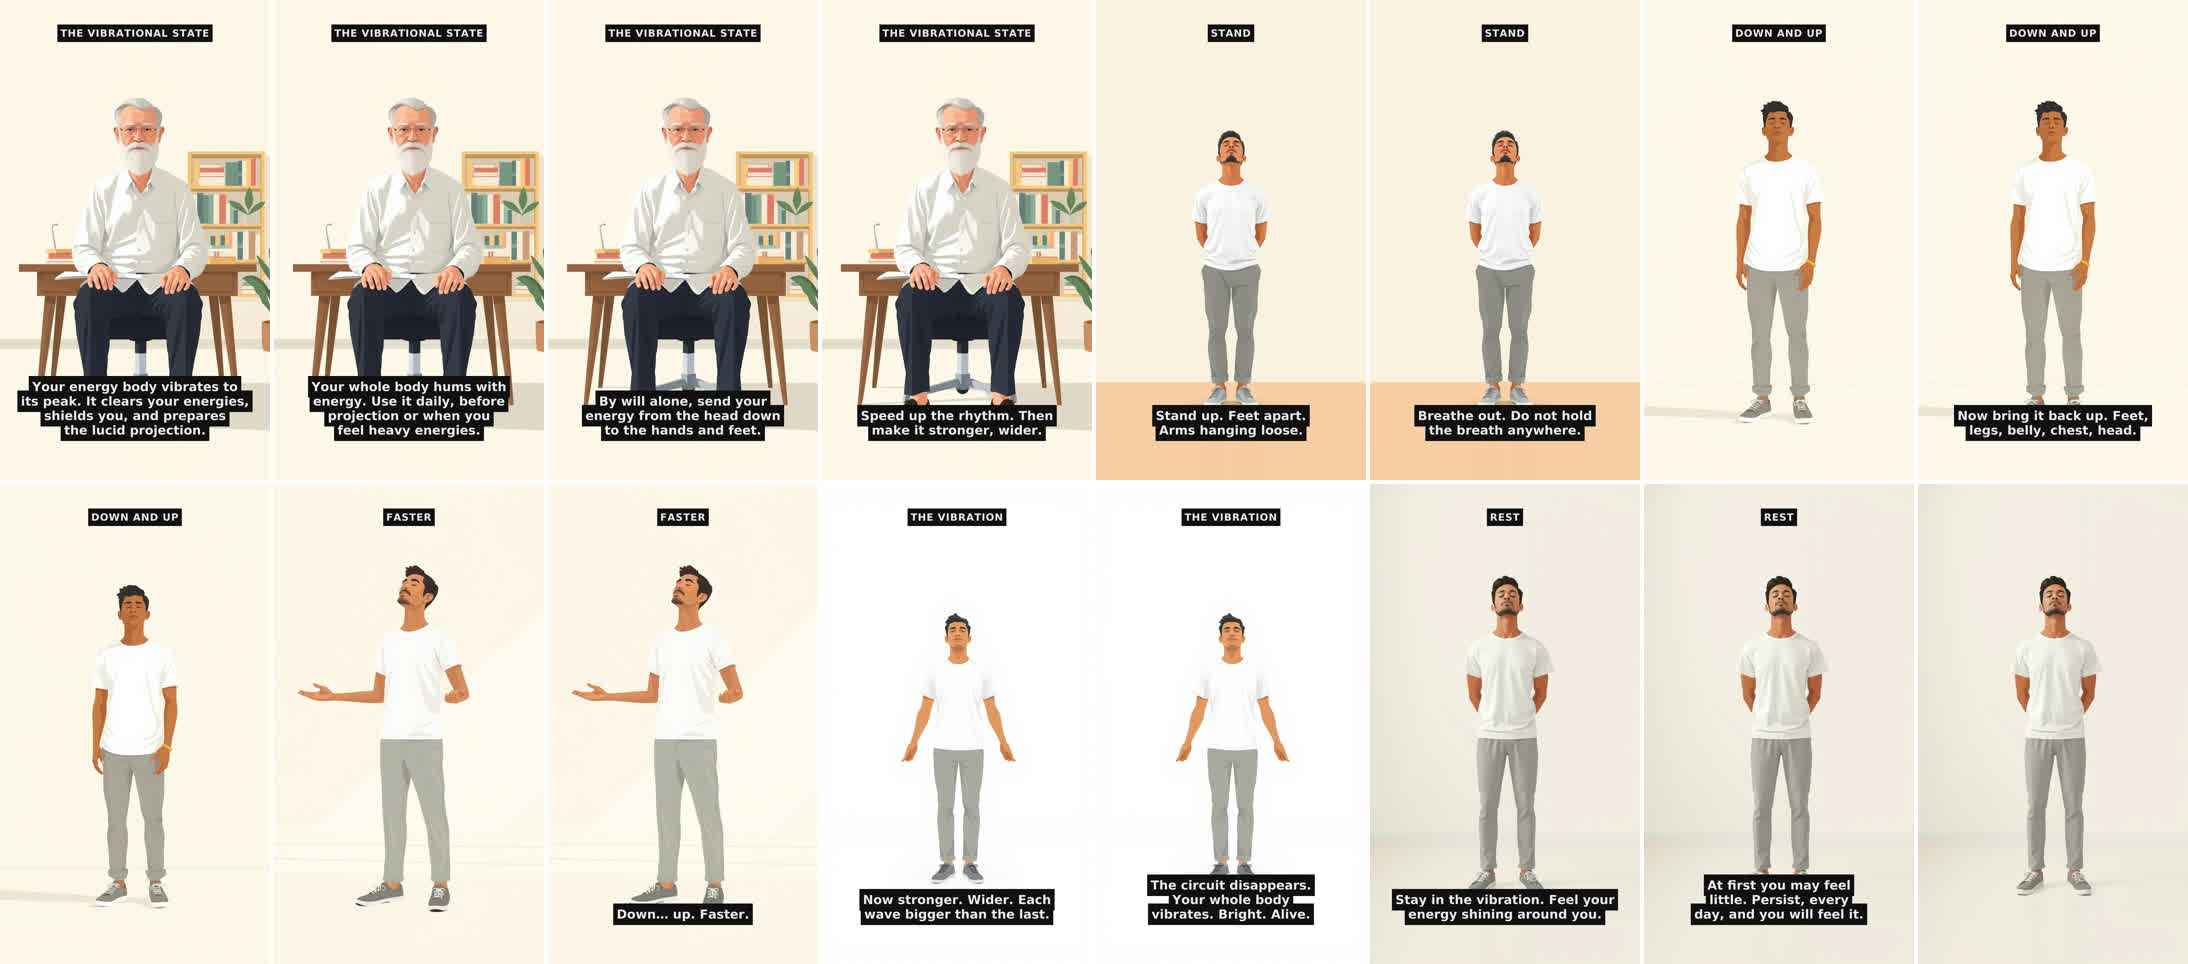 THE VIBRATIONAL STATE
Your energy body vibrates to
its peak. It clears your energies,
shields you, and prepares
the lucid projection.
THE VIBRATIONAL STATE
Your whole body hums with
energy. Use it daily, before
projection or when you
feel heavy energies.
THE VIBRATIONAL STATE
By will alone, send your
energy from the head down
to the hands and feet.
THE VIBRATIONAL STATE
Speed up the rhythm. Then
make it stronger, wider.
STAND
Stand up. Feet apart.
Arms hanging loose.
STAND
Breathe out. Do not hold
the breath anywhere.
DOWN AND UP
DOWN AND UP
Now bring it back up. Feet,
legs, belly, chest, head.
DOWN AND UP
FASTER
FASTER
Down... up. Faster.
THE VIBRATION
Now stronger. Wider. Each
wave bigger than the last.
THE VIBRATION
The circuit disappears.
Your whole body
vibrates. Bright. Alive.
REST
Stay in the vibration. Feel your
energy shining around you.
REST
At first you may feel
little. Persist, every
day, and you will feel it.